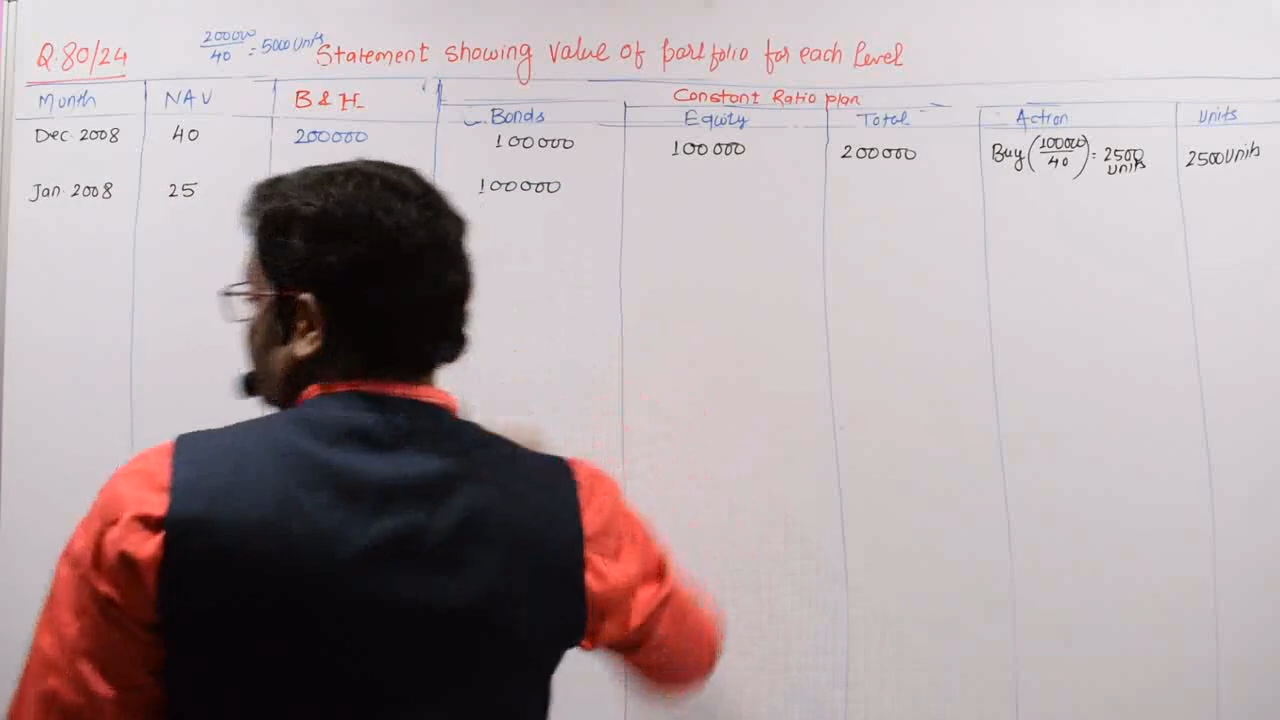 Q.80/24
200000/40 = 5000 Units
Statement showing value of portfolio for each level
Month NAV B & H Constant Ratio plan
Bonds Equity Total Action Units
Dec. 2008 40 200000 100000 100000 200000 Buy (100000/40) = 2500 units 2500 Units
Jan. 2008 25 100000